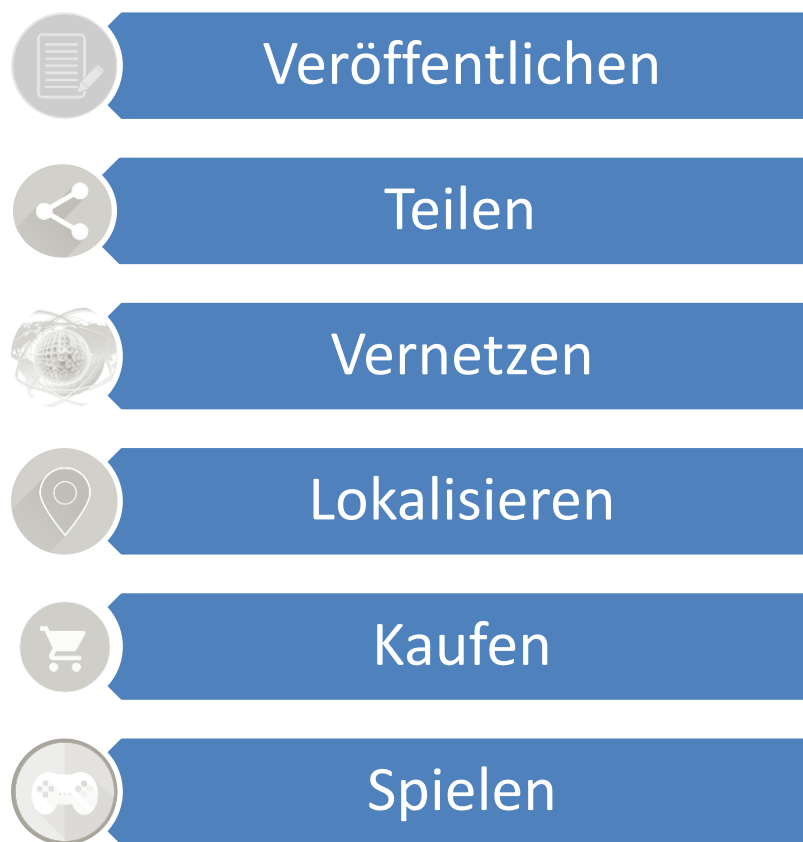 Veröffentlichen
Teilen
Vernetzen
Lokalisieren
Kaufen
Spielen